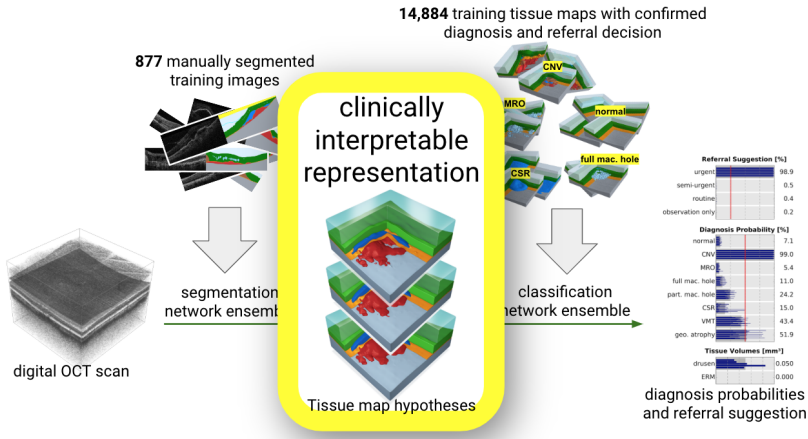 14,884 training tissue maps with confirmed
diagnosis and referral decision
877 manually segmented
training images
CNV
MRO
normal
CSR
full mac. hole
clinically
interpretable
representation
segmentation
network ensemb
classification
network ensemble
digital OCT scan
Tissue map hypotheses
Referral Suggestion [%]
urgent 98.9
semi-urgent 0.5
routine 0.4
observation only 0.2
Diagnosis Probability [%]
normal 7.1
CNV 99.0
MRO 5.4
full mac. hole 11.0
part. mac. hole 24.2
CSR 15.0
VMT 43.4
geo. atrophy 51.9
Tissue Volumes [mm³]
drusen 0.050
ERM 0.000
diagnosis probabilities
and referral suggestion